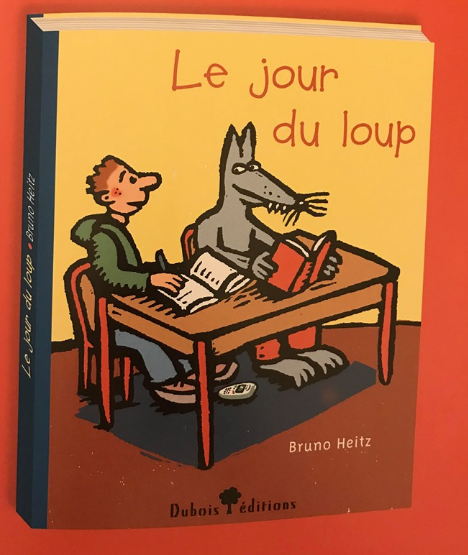 Le jour
du loup
Le jour du loup • Bruno Heitz
Bruno Heitz
Dubois éditions